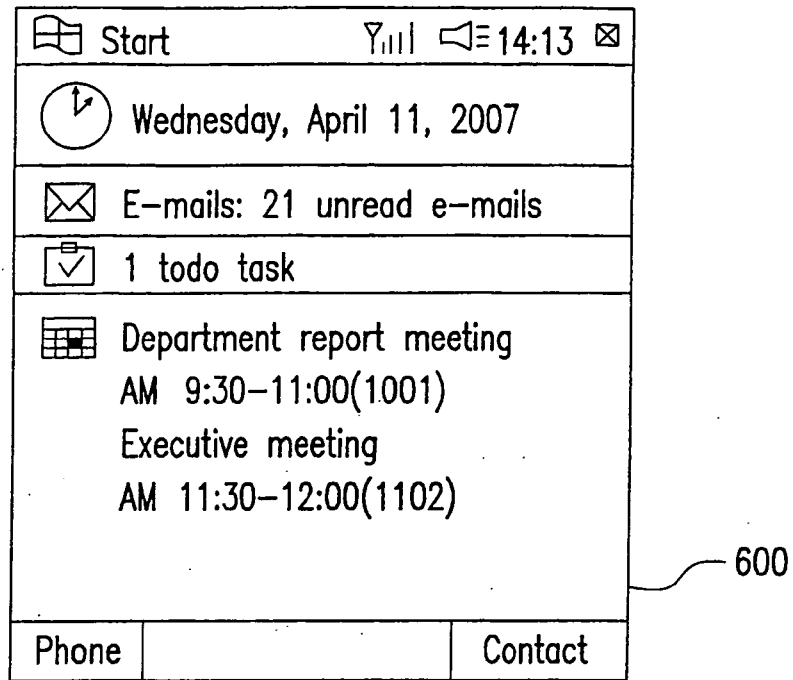 Start 14:13
Wednesday, April 11, 2007
E-mails: 21 unread e-mails
1 todo task
Department report meeting
AM 9:30-11:00(1001)
Executive meeting
AM 11:30-12:00(1102)
600
Phone Contact